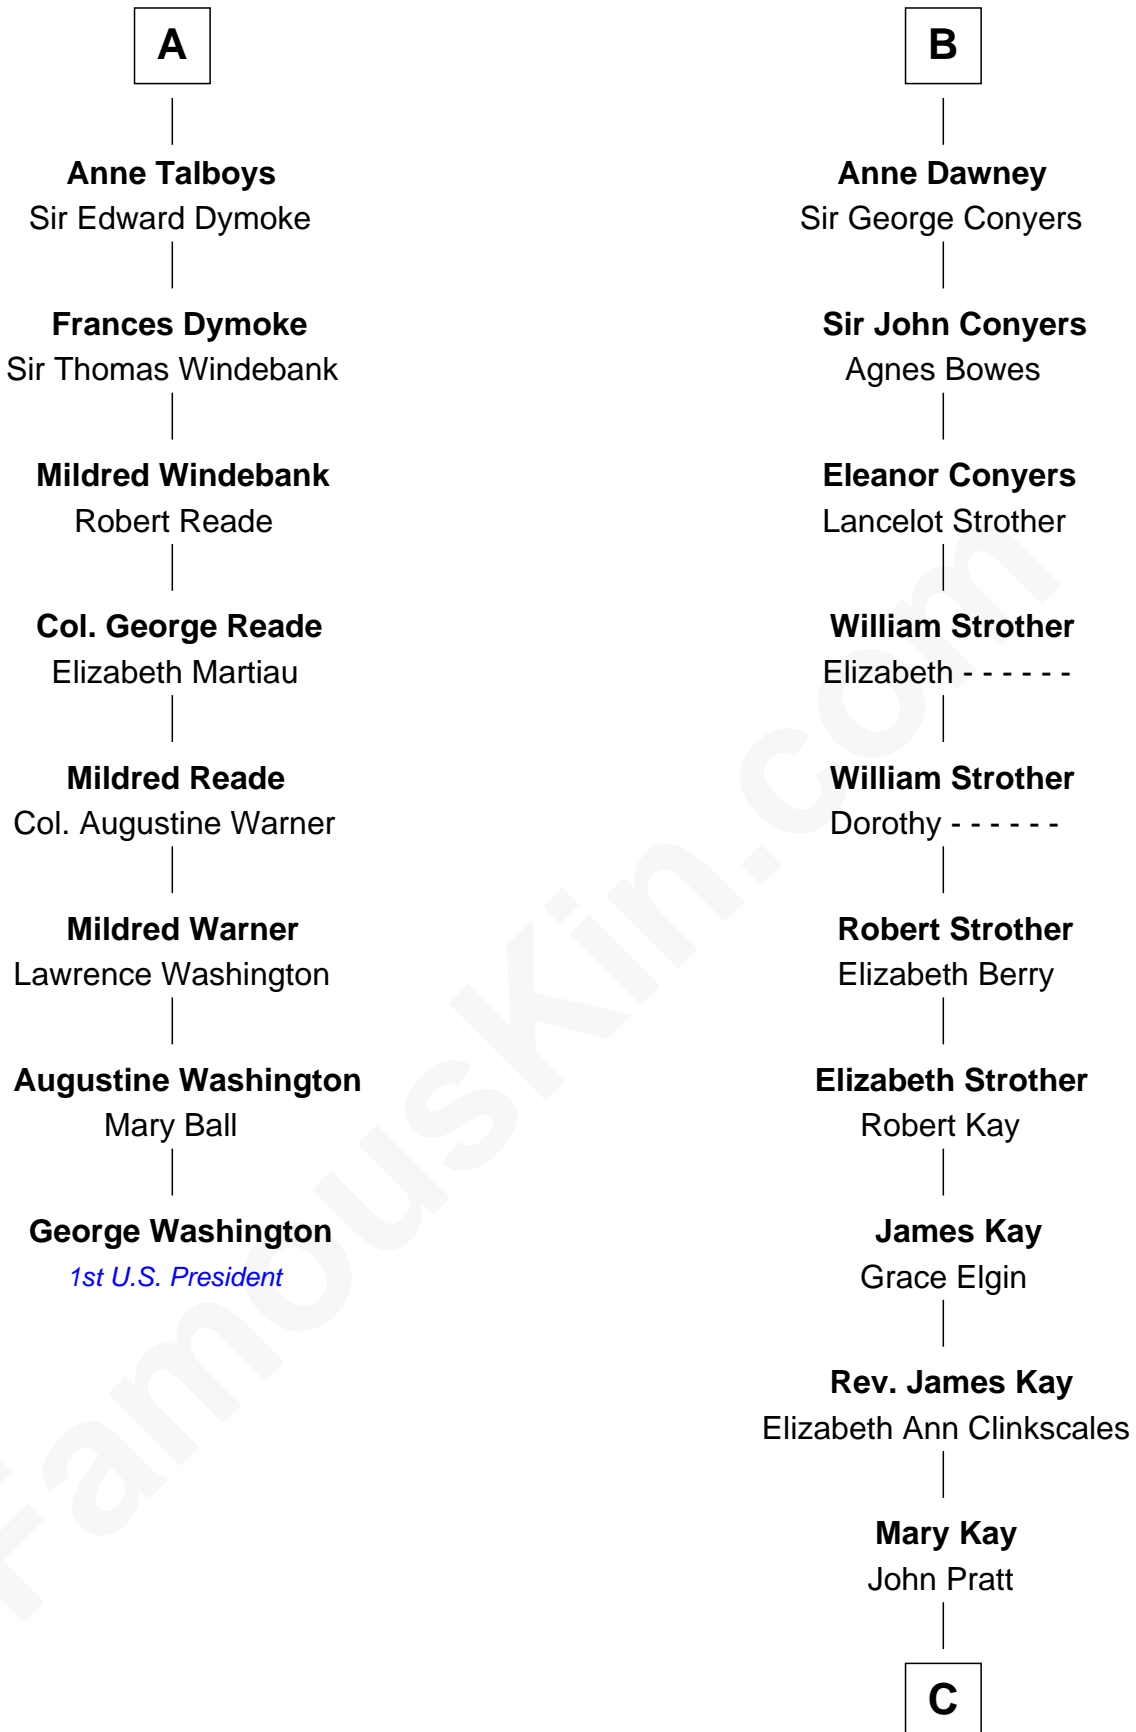 A
Anne Talboys
Sir Edward Dymoke
Frances Dymoke
Sir Thomas Windebank
Mildred Windebank
Robert Reade
Col. George Reade
Elizabeth Martiau
Mildred Reade
Col. Augustine Warner
Mildred Warner
Lawrence Washington
Augustine Washington
Mary Ball
George Washington
1st U.S. President
B
Anne Dawney
Sir George Conyers
Sir John Conyers
Agnes Bowes
Eleanor Conyers
Lancelot Strother
William Strother
Elizabeth - - - - - -
William Strother
Dorothy - - - - - -
Robert Strother
Elizabeth Berry
Elizabeth Strother
Robert Kay
James Kay
Grace Elgin
Rev. James Kay
Elizabeth Ann Clinkscales
Mary Kay
John Pratt
C
FamousKin.com